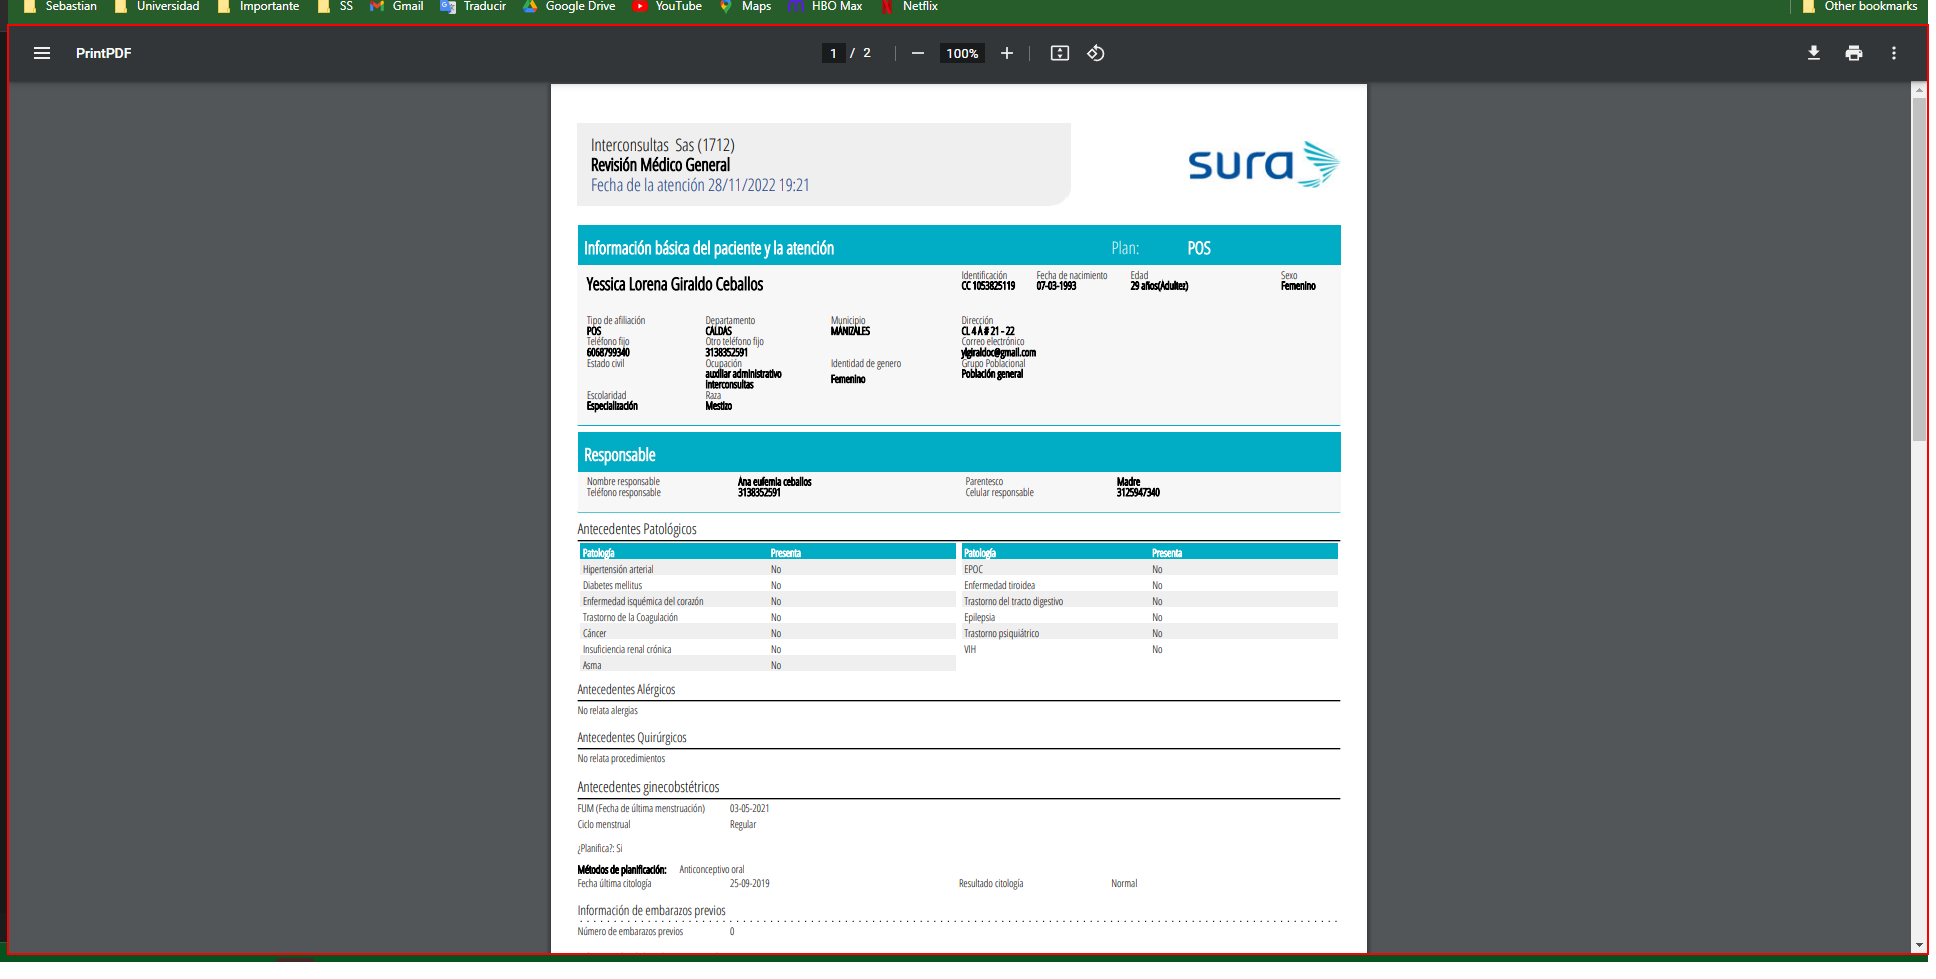 Sebastian Universidad Importante SS Gmail Traducir Google Drive YouTube Maps HBO Max Netflix Other bookmarks
PrintPDF 1 / 2 100%
Interconsultas Sas (1712)
Revisión Médico General
Fecha de la atención 28/11/2022 19:21
sura
Información básica del paciente y la atención Plan: POS
Yessica Lorena Giraldo Ceballos
Identificación Fecha de nacimiento Edad Sexo
CC 1053825119 07-03-1993 29 años(Adultez) Femenino
Tipo de afiliación Departamento Municipio Dirección
POS CALDAS MANIZALES CL 4 A # 21 - 22
Teléfono fijo Otro teléfono fijo Correo electrónico
6068799340 3138352591 ylgiraldoc@gmail.com
Estado civil Ocupación Identidad de genero Grupo Poblacional
auxiliar administrativo Femenino Población general
interconsultas
Escolaridad Raza
Especialización Mestizo
Responsable
Nombre responsable Ana eufemia ceballos Parentesco Madre
Teléfono responsable 3138352591 Celular responsable 3125947340
Antecedentes Patológicos
Patología Presenta Patología Presenta
Hipertensión arterial No EPOC No
Diabetes mellitus No Enfermedad tiroidea No
Enfermedad isquémica del corazón No Trastorno del tracto digestivo No
Trastorno de la Coagulación No Epilepsia No
Cáncer No Trastorno psiquiátrico No
Insuficiencia renal crónica No VIH No
Asma No
Antecedentes Alérgicos
No relata alergias
Antecedentes Quirúrgicos
No relata procedimientos
Antecedentes ginecobstétricos
FUM (Fecha de última menstruación) 03-05-2021
Ciclo menstrual Regular
¿Planifica?: Si
Métodos de planificación: Anticonceptivo oral
Fecha última citología 25-09-2019 Resultado citología Normal
Información de embarazos previos
Número de embarazos previos 0